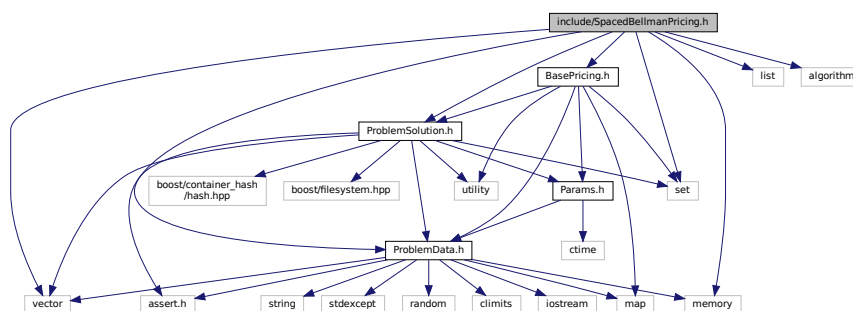 include/SpacedBellmanPricing.h
BasePricing.h
list
algorithm
ProblemSolution.h
boost/container_hash
/hash.hpp
boost/filesystem.hpp
utility
Params.h
set
ProblemData.h
ctime
vector
assert.h
string
stdexcept
random
climits
iostream
map
memory